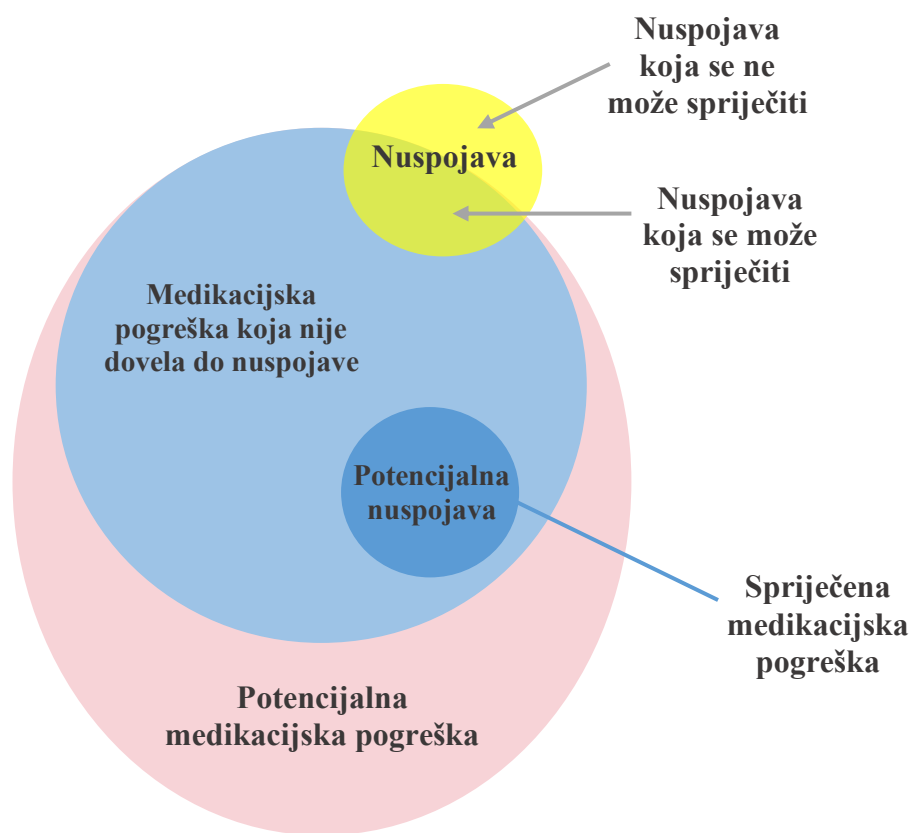 Nuspojava
koja se ne
može spriječiti
Nuspojava
Nuspojava
koja se može
spriječiti
Medikacijska
pogreška koja nije
dovela do nuspojave
Potencijalna
nuspojava
Spriječena
medikacijska
pogreška
Potencijalna
medikacijska pogreška